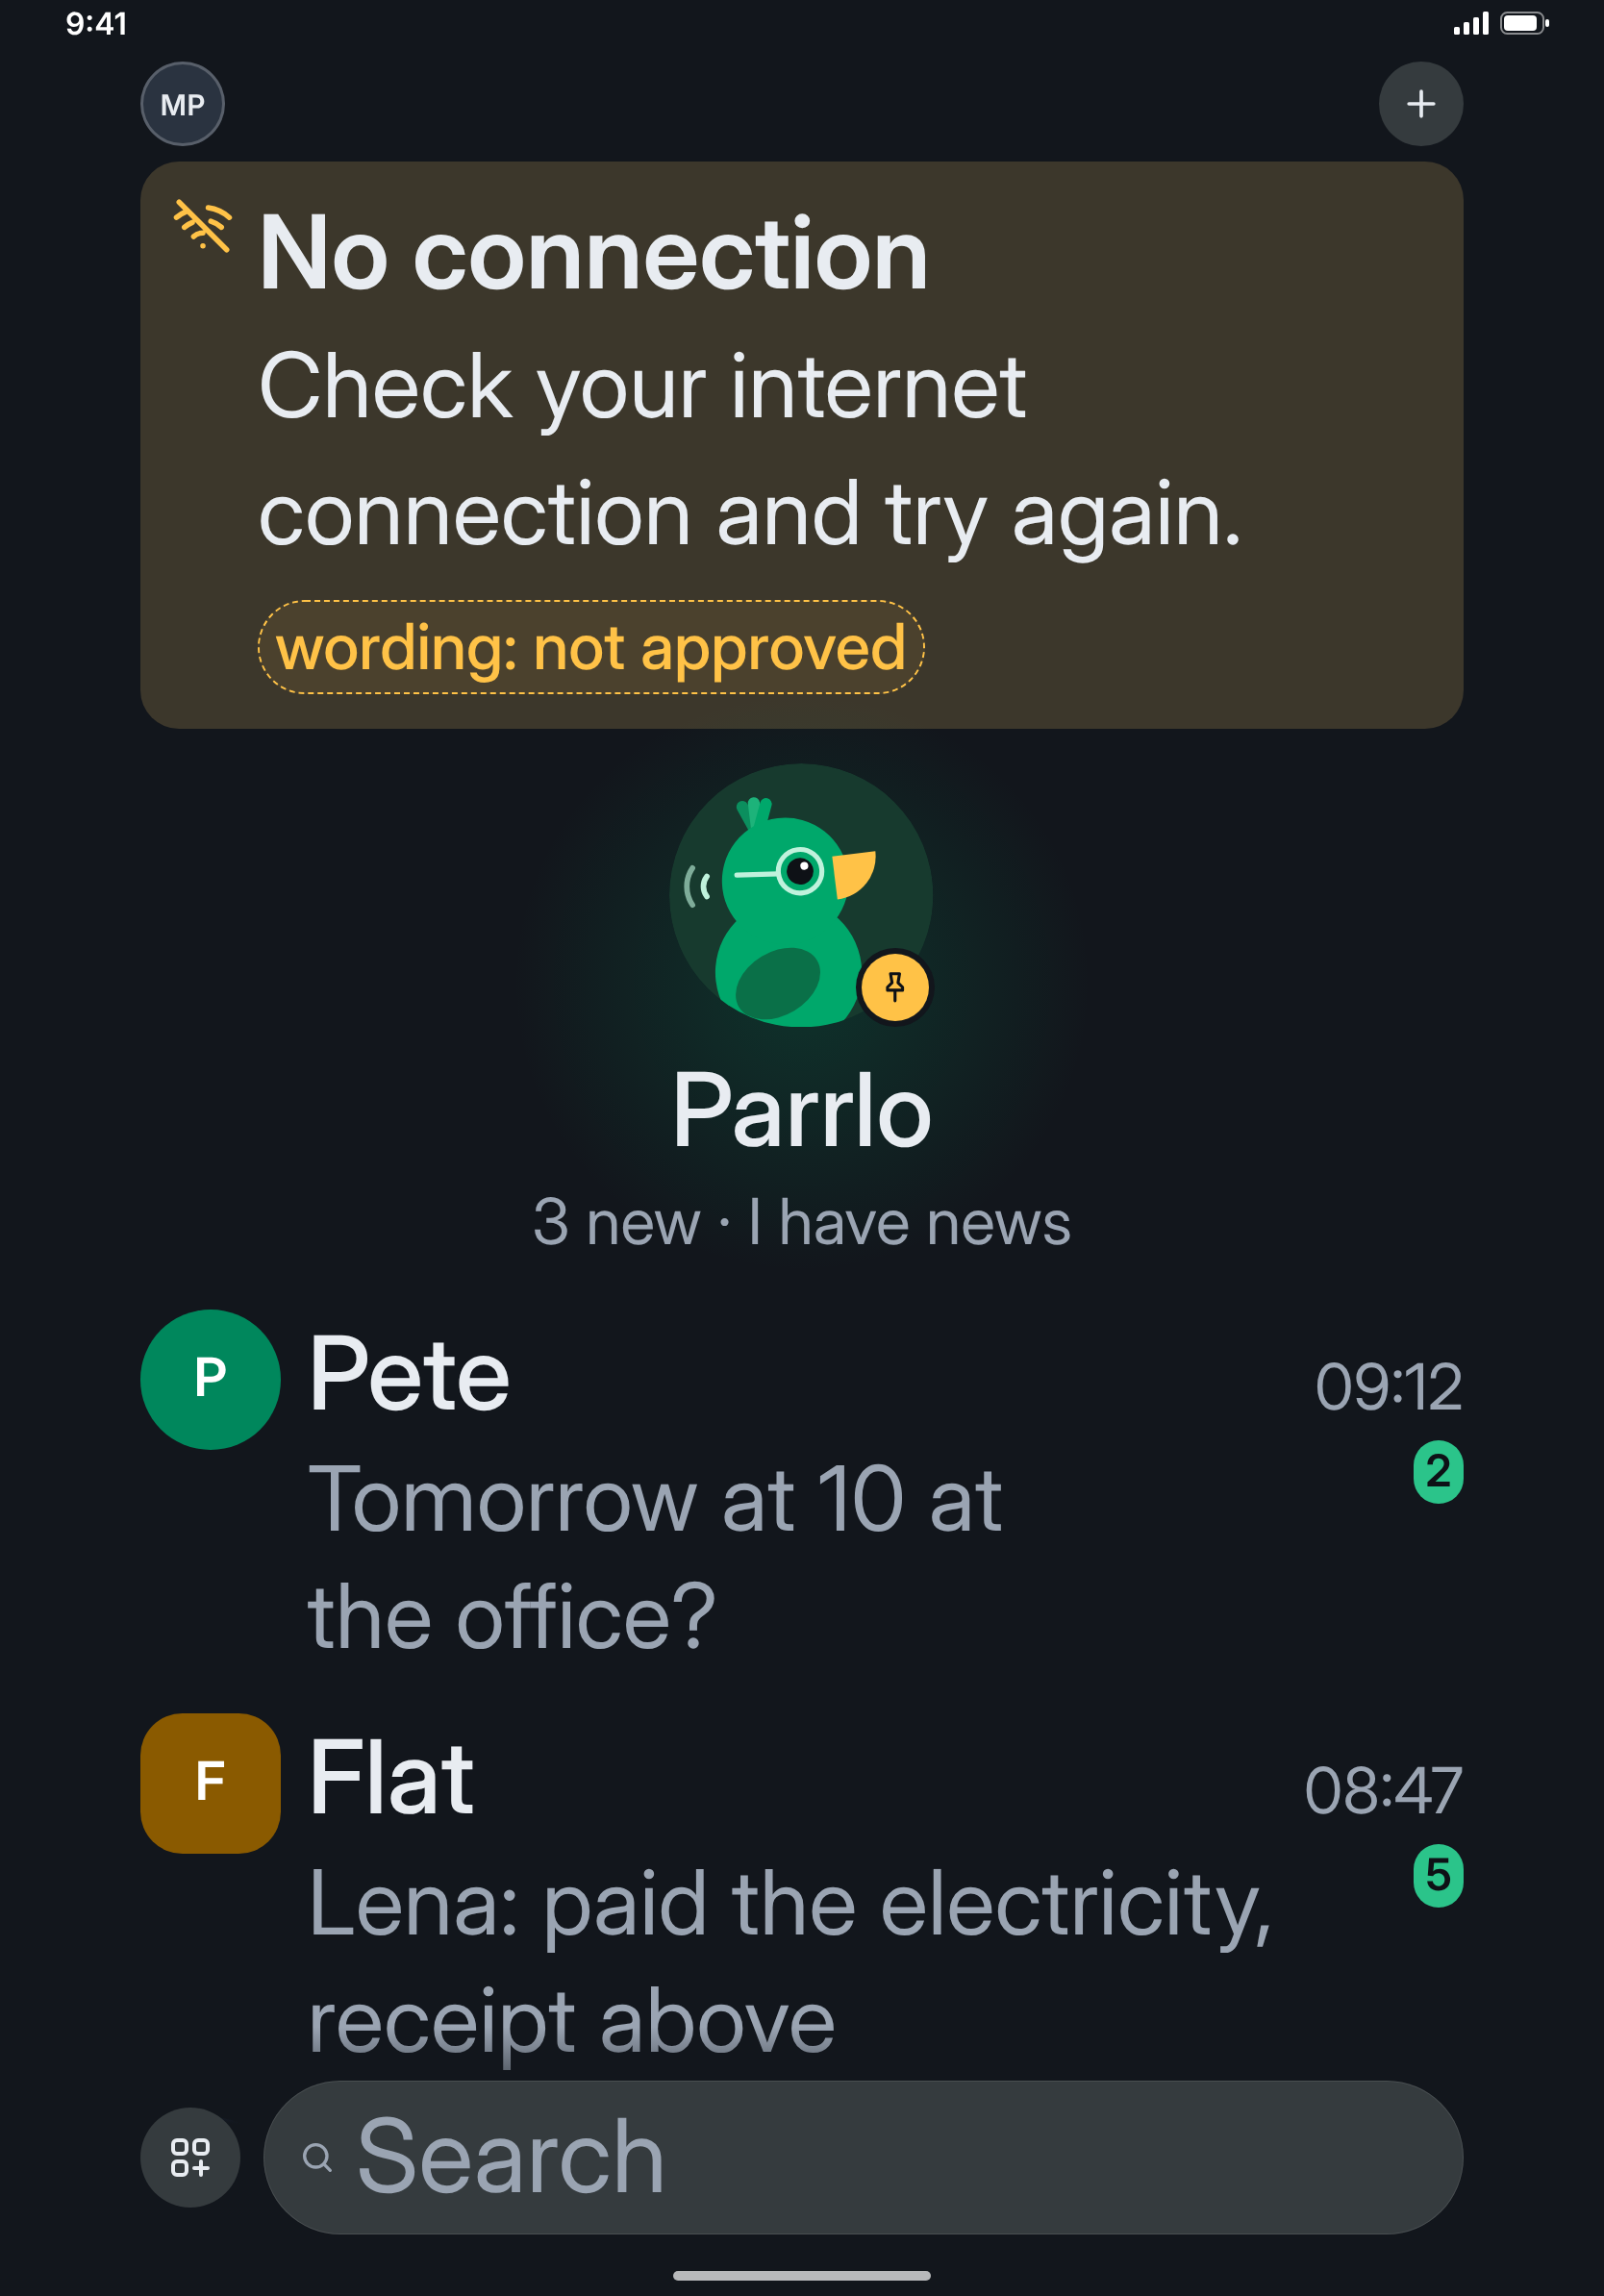 9:41
MP
No connection
Check your internet
connection and try again.
wording: not approved
Parrlo
3 new · I have news
P
Pete
09:12
Tomorrow at 10 at
2
the office?
F
Flat
08:47
Lena: paid the electricity,
5
receipt above
Search